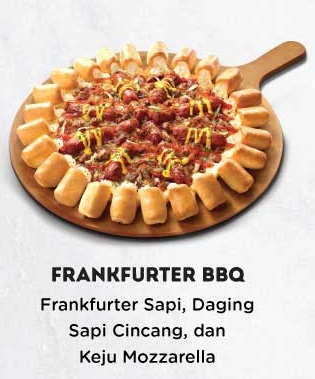 FRANKFURTER BBQ
Frankfurter Sapi, Daging
Sapi Cincang, dan
Keju Mozzarella